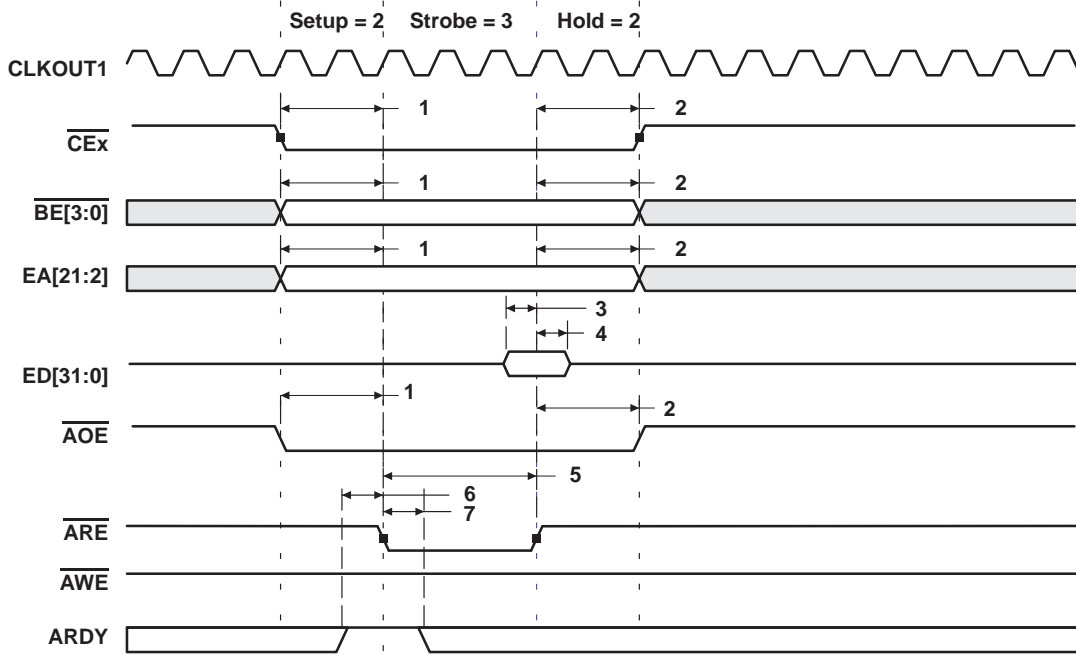 Setup = 2 Strobe = 3 Hold = 2
CLKOUT1
1 2
CEx
1 2
BE[3:0]
1 2
EA[21:2]
3
4
ED[31:0]
1
2
AOE
5
6
7
ARE
AWE
ARDY